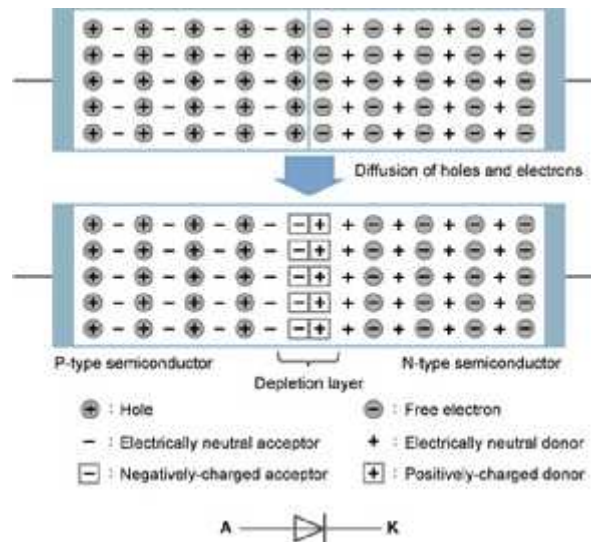 Diffusion of holes and electrons
P-type semiconductor
N-type semiconductor
Depletion layer
: Hole
: Free electron
− : Electrically neutral acceptor
+ : Electrically neutral donor
− : Negatively-charged acceptor
+ : Positively-charged donor
A
K